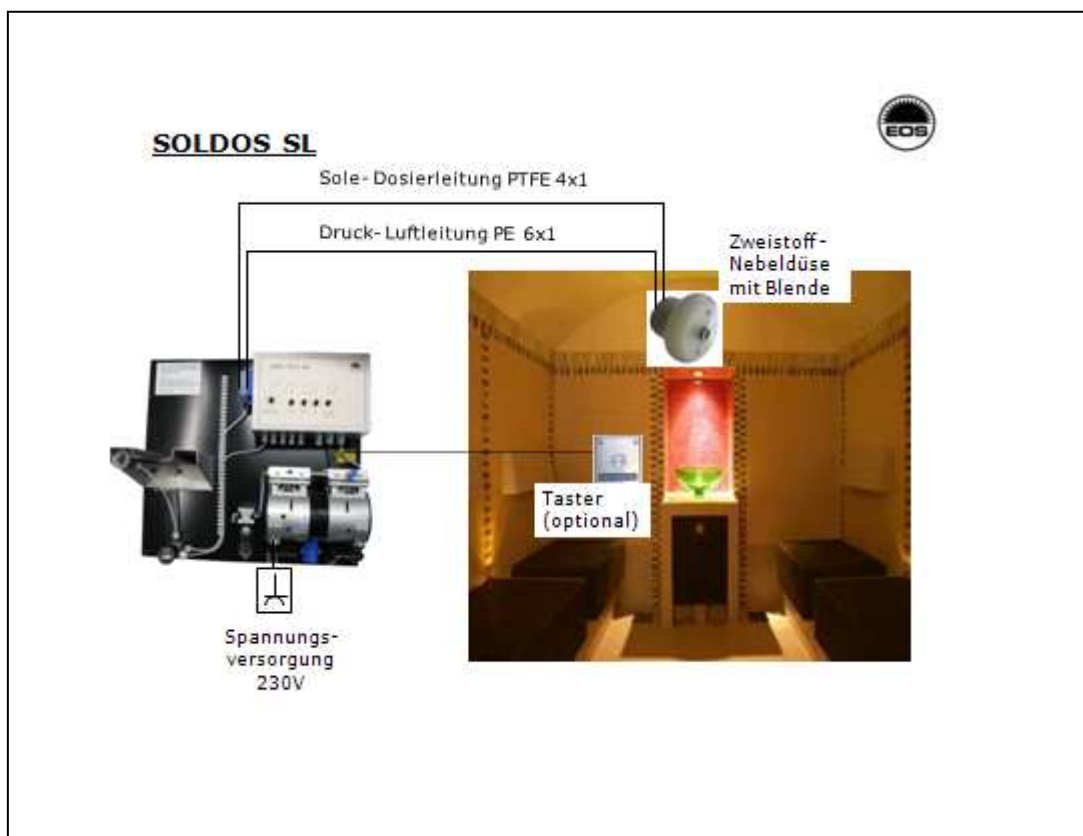 EOS
SOLDOS SL
Sole- Dosierleitung PTFE 4x1
Druck- Luftleitung PE 6x1
Zweistoff-
Nebeldüse
mit Blende
Taster
(optional)
Spannungs-
versorgung
230V